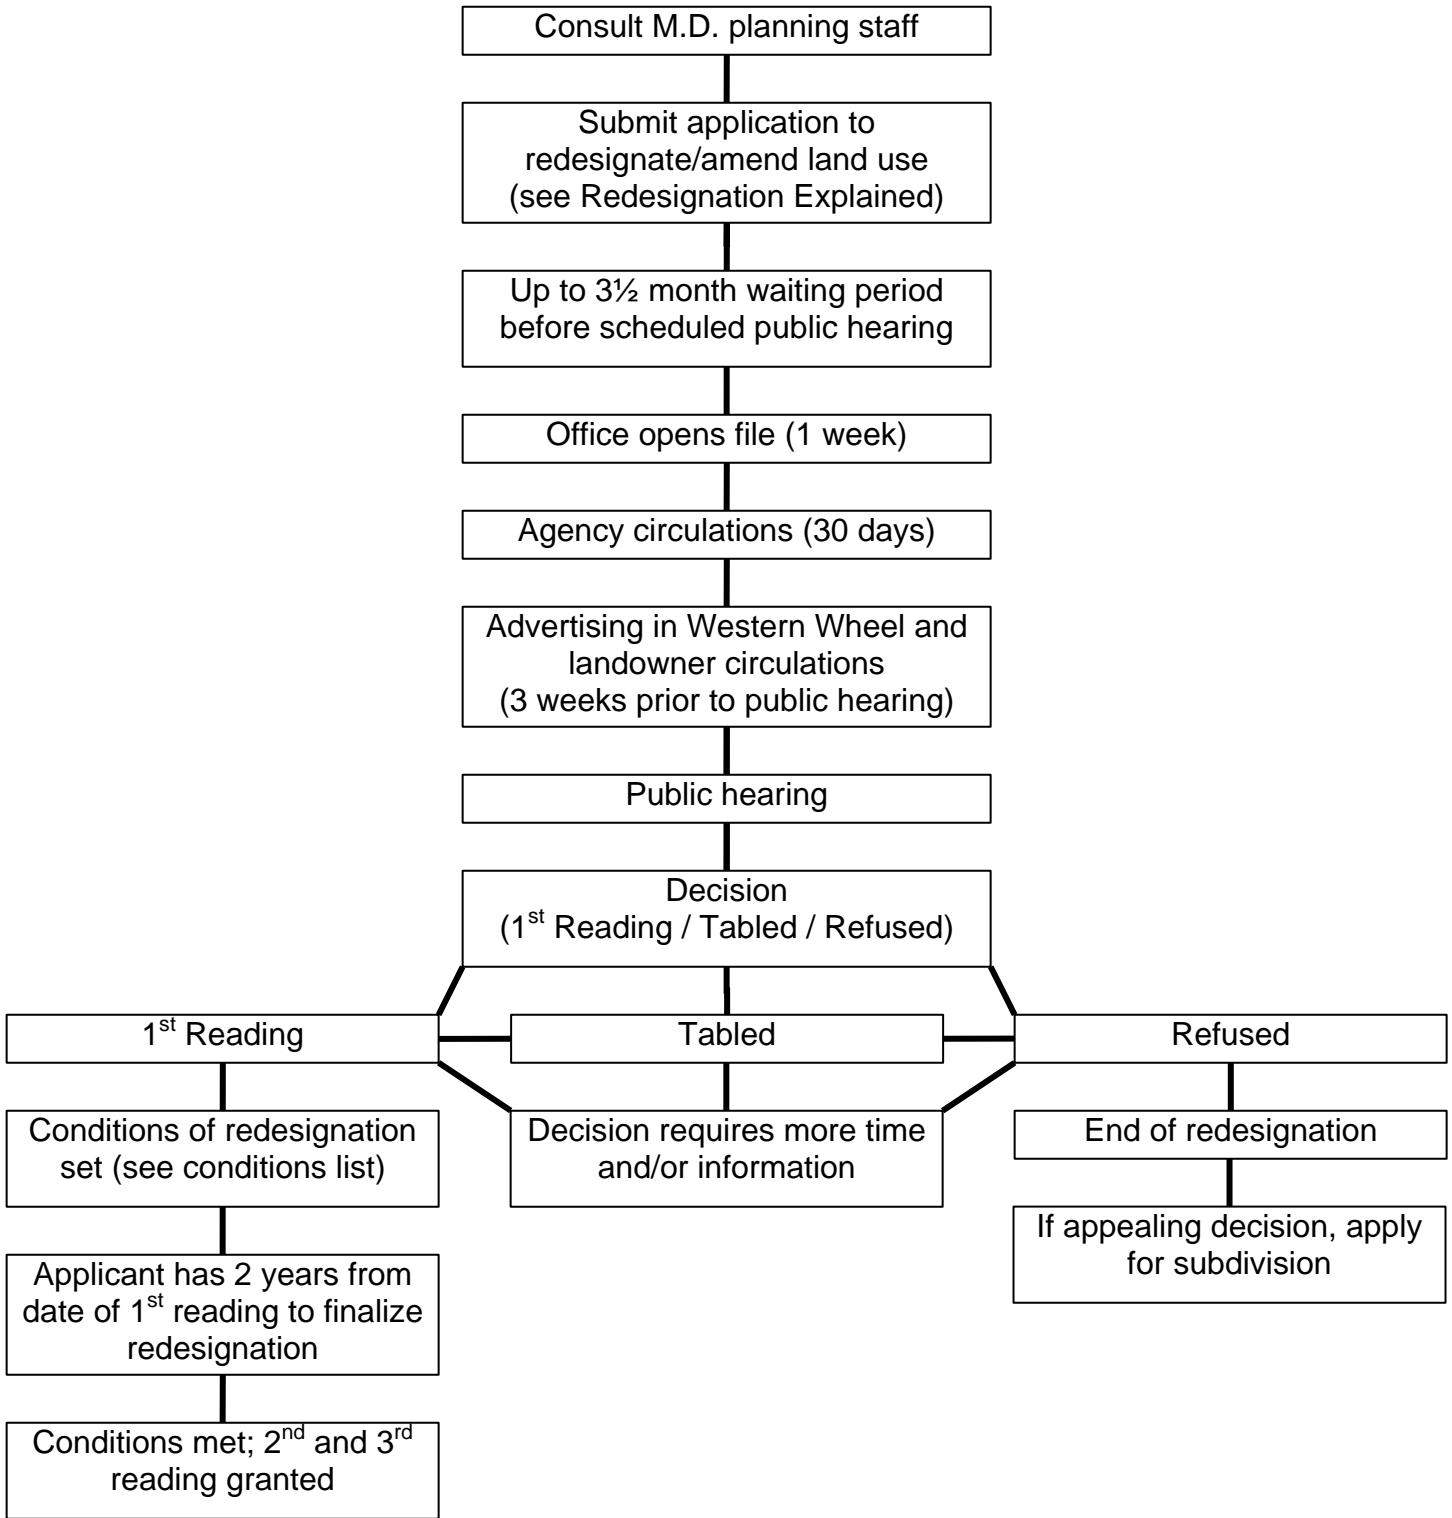 Consult M.D. planning staff
Submit application to
redesignate/amend land use
(see Redesignation Explained)
Up to 3½ month waiting period
before scheduled public hearing
Office opens file (1 week)
Agency circulations (30 days)
Advertising in Western Wheel and
landowner circulations
(3 weeks prior to public hearing)
Public hearing
Decision
(1st Reading / Tabled / Refused)
1st Reading
Tabled
Refused
Conditions of redesignation
set (see conditions list)
Decision requires more time
and/or information
End of redesignation
If appealing decision, apply
for subdivision
Applicant has 2 years from
date of 1st reading to finalize
redesignation
Conditions met; 2nd and 3rd
reading granted